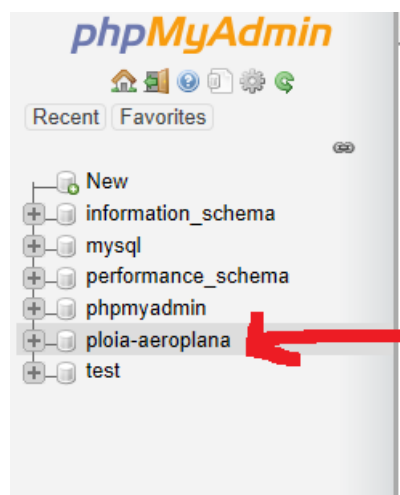 phpMyAdmin
Recent Favorites
New
information_schema
mysql
performance_schema
phpmyadmin
ploia-aeroplana
test